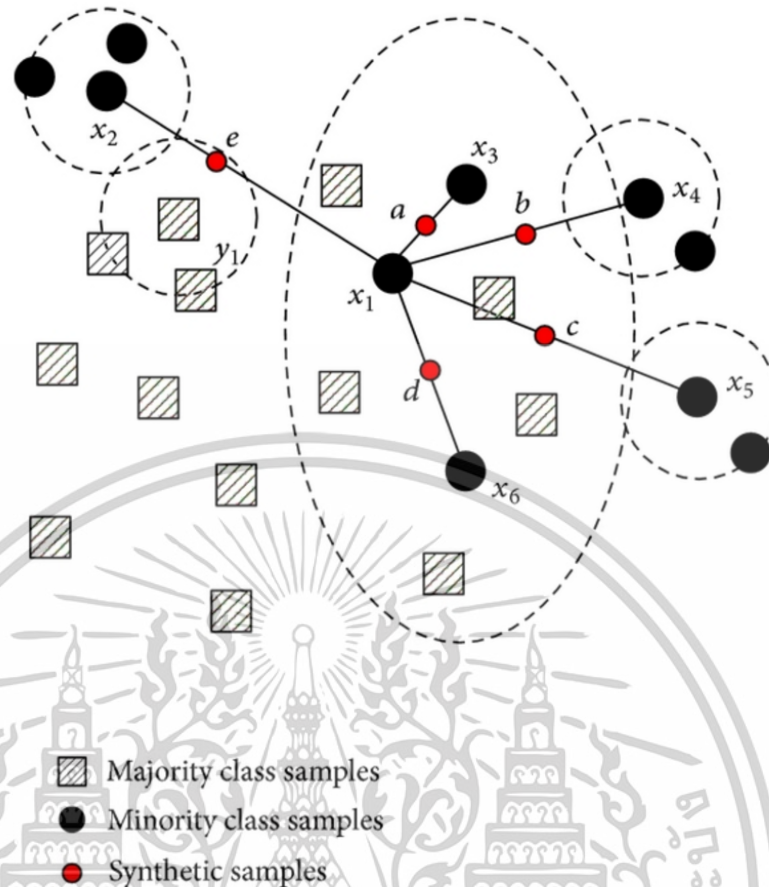 x₃
x₂
e
x₄
a
b
y₁
x₁
c
d
x₅
x₆
Majority class samples
Minority class samples
Synthetic samples